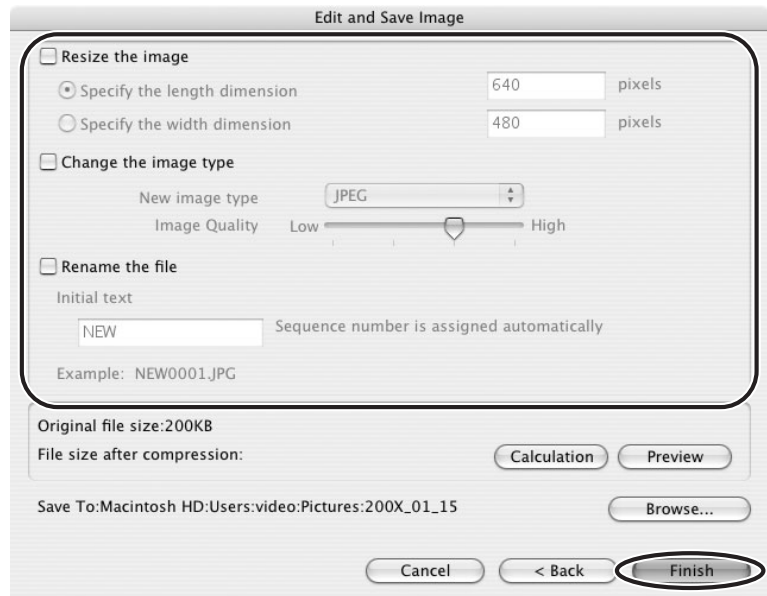 Edit and Save Image
Resize the image
Specify the length dimension 640 pixels
Specify the width dimension 480 pixels
Change the image type
New image type JPEG
Image Quality Low High
Rename the file
Initial text
NEW Sequence number is assigned automatically
Example: NEW0001.JPG
Original file size:200KB
File size after compression: Calculation Preview
Save To:Macintosh HD:Users:video:Pictures:200X_01_15 Browse...
Cancel < Back Finish